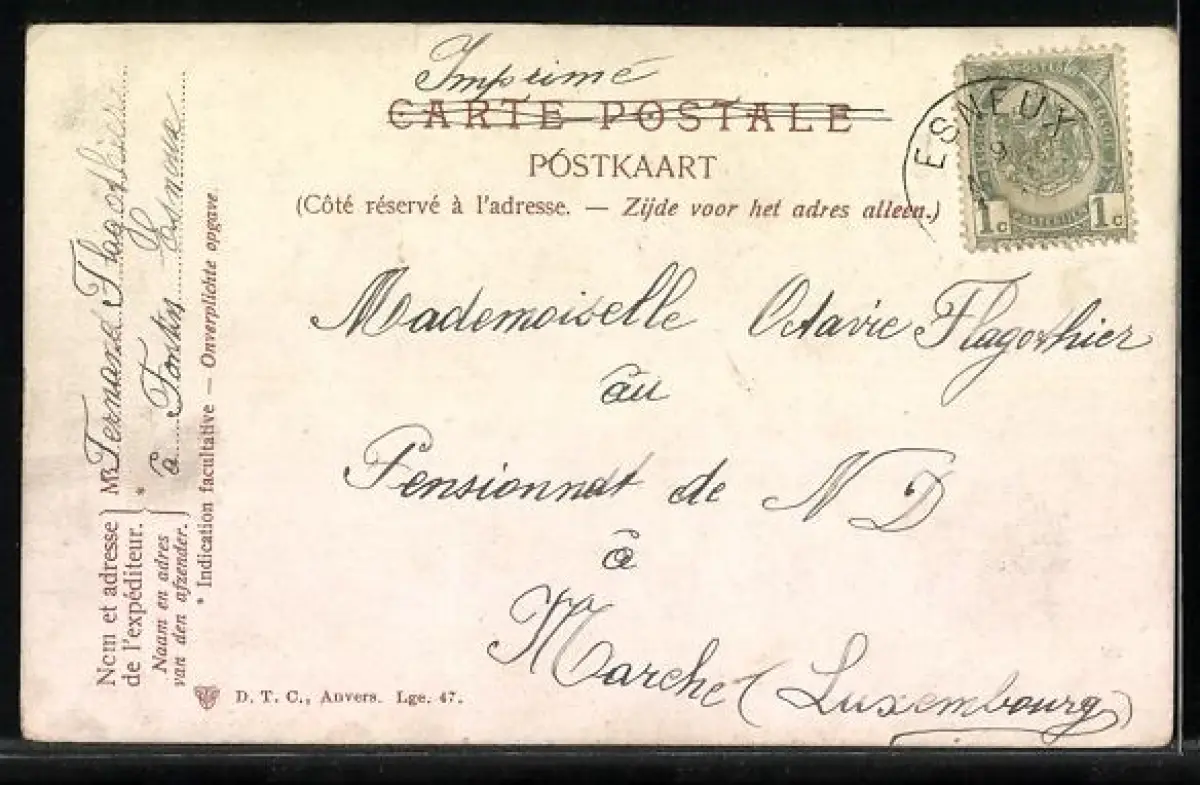 Imprimé
CARTE POSTALE
PÓSTKAART
(Côté réservé à l'adresse. — Zijde voor het adres alleen.)
ESNEUX
9
1c 1c
POSTES
Mademoiselle Octavie Flagothier
au
Pensionnat de N D
à
Marche (Luxembourg)
Nom et adresse de l'expéditeur. * Mr Fernand Flagothier
Naam en adres van den afzender. à Fontin Esneux
* Indication facultative — Onverplichte opgave
D. T. C., Anvers. Lge. 47.